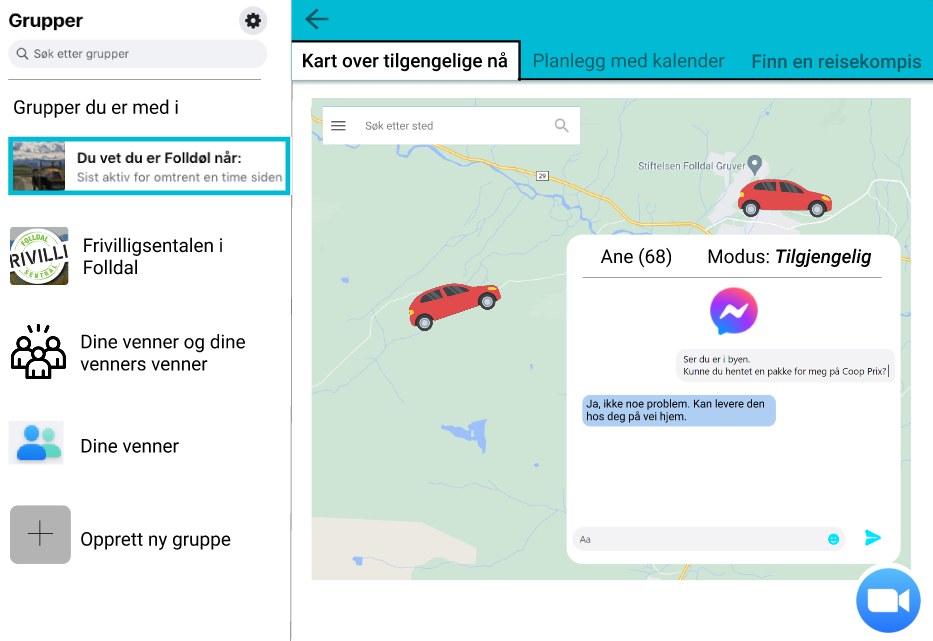 Grupper
Søk etter grupper
Grupper du er med i
Du vet du er Folldøl når:
Sist aktiv for omtrent en time siden
FOLLDAL
RIVILLI
SENTRAL
Frivilligsentalen i
Folldal
Dine venner og dine
venners venner
Dine venner
Opprett ny gruppe
Kart over tilgengelige nå
Planlegg med kalender
Finn en reisekompis
Søk etter sted
Stiftelsen Folldal Gruver
29
Ane (68)
Modus: Tilgjengelig
Ser du er i byen.
Kunne du hentet en pakke for meg på Coop Prix?
Ja, ikke noe problem. Kan levere den
hos deg på vei hjem.
Aa